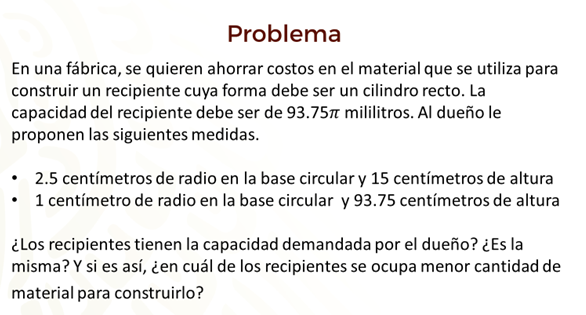 Problema
En una fábrica, se quieren ahorrar costos en el material que se utiliza para
construir un recipiente cuya forma debe ser un cilindro recto. La
capacidad del recipiente debe ser de 93.75π mililitros. Al dueño le
proponen las siguientes medidas.
• 2.5 centímetros de radio en la base circular y 15 centímetros de altura
• 1 centímetro de radio en la base circular y 93.75 centímetros de altura
¿Los recipientes tienen la capacidad demandada por el dueño? ¿Es la
misma? Y si es así, ¿en cuál de los recipientes se ocupa menor cantidad de
material para construirlo?